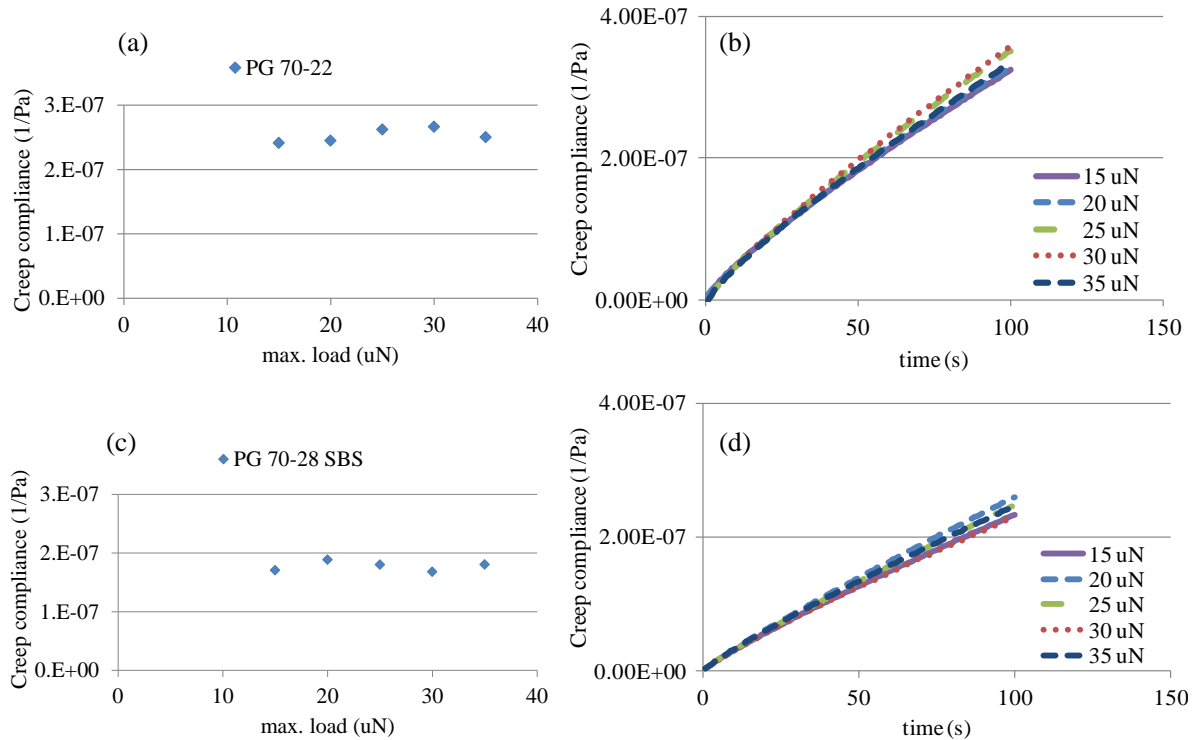 (a)
PG 70-22
Creep compliance (1/Pa)
3.E-07
2.E-07
1.E-07
0.E+00
0 10 20 30 40
max. load (uN)
(b)
Creep compliance (1/Pa)
4.00E-07
2.00E-07
0.00E+00
15 uN
20 uN
25 uN
30 uN
35 uN
0 50 100 150
time (s)
(c)
PG 70-28 SBS
Creep compliance (1/Pa)
3.E-07
2.E-07
1.E-07
0.E+00
0 10 20 30 40
max. load (uN)
(d)
Creep compliance (1/Pa)
4.00E-07
2.00E-07
0.00E+00
15 uN
20 uN
25 uN
30 uN
35 uN
0 50 100 150
time (s)